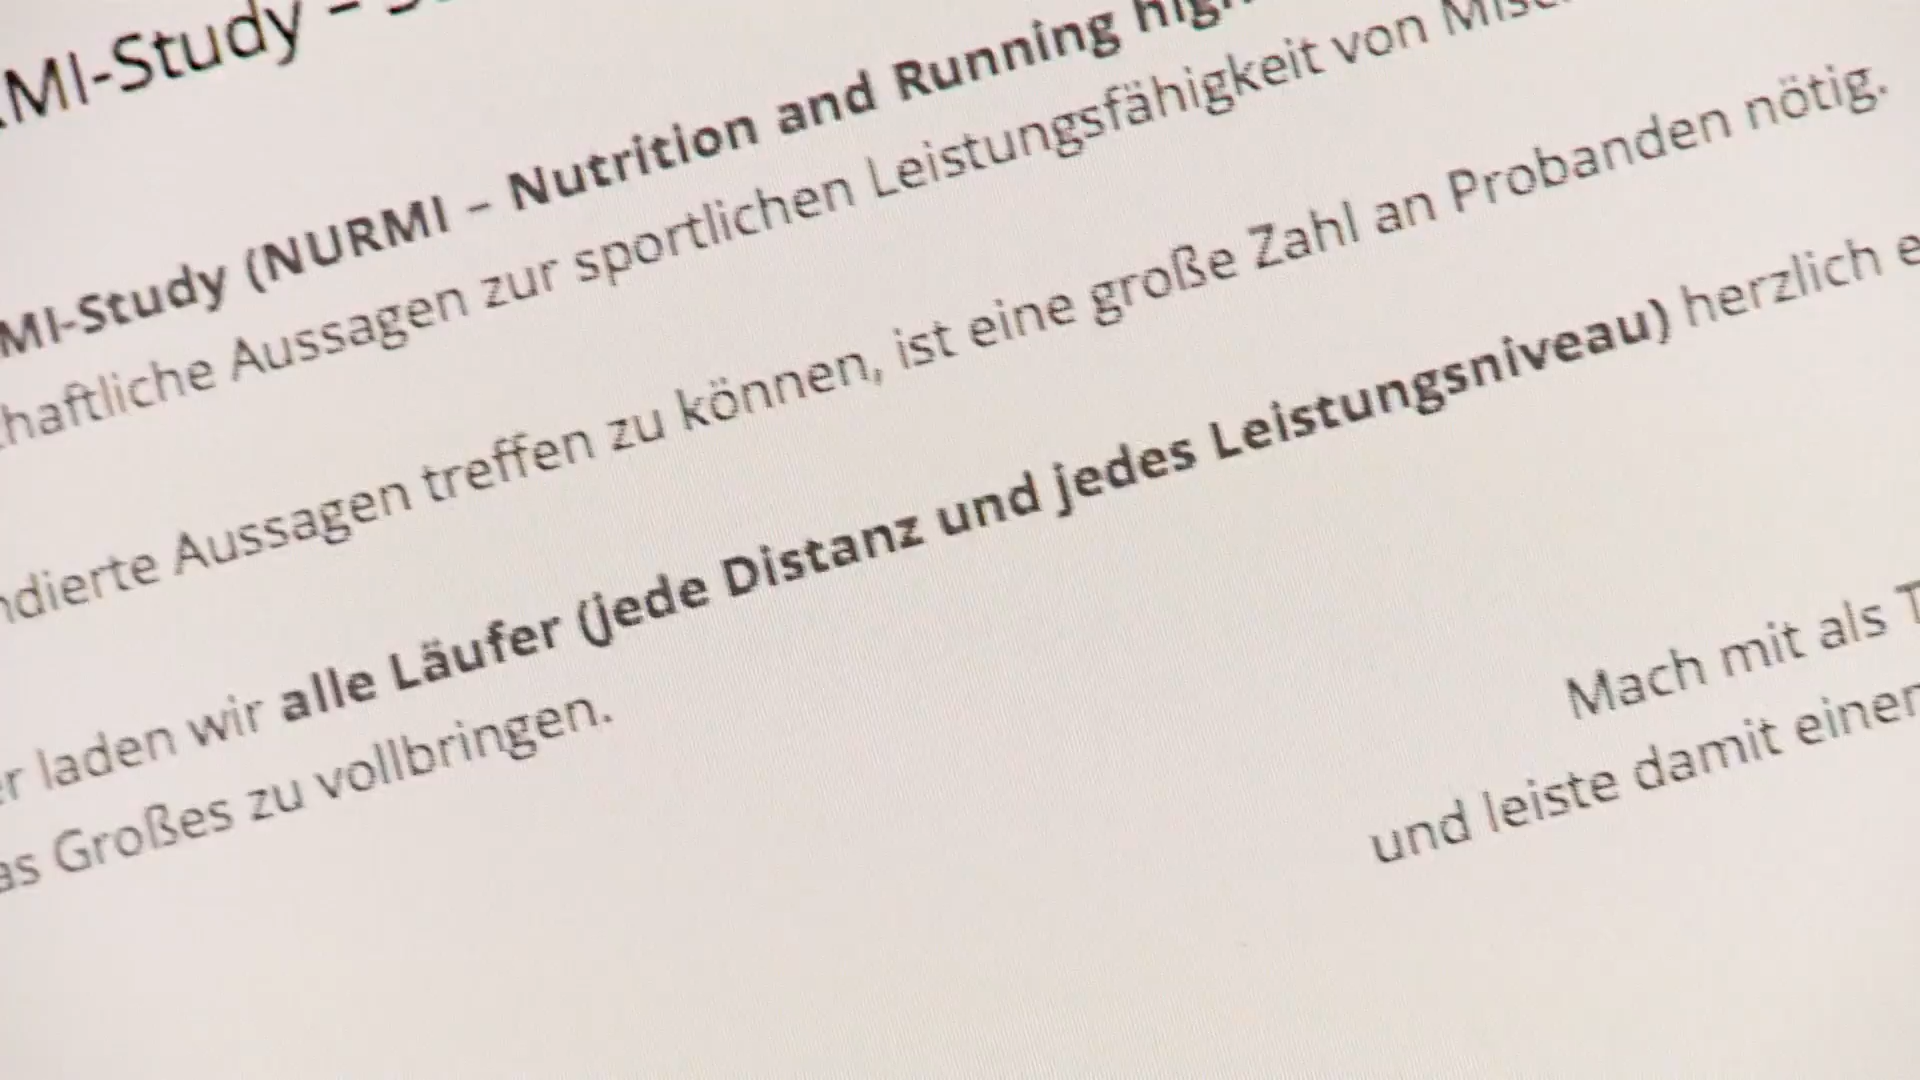 MI-Study –
MI-Study (NURMI – Nutrition and Running high
haftliche Aussagen zur sportlichen Leistungsfähigkeit von Misc
ndierte Aussagen treffen zu können, ist eine große Zahl an Probanden nötig.
r laden wir alle Läufer (jede Distanz und jedes Leistungsniveau) herzlich e
as Großes zu vollbringen.
Mach mit als T
und leiste damit einen